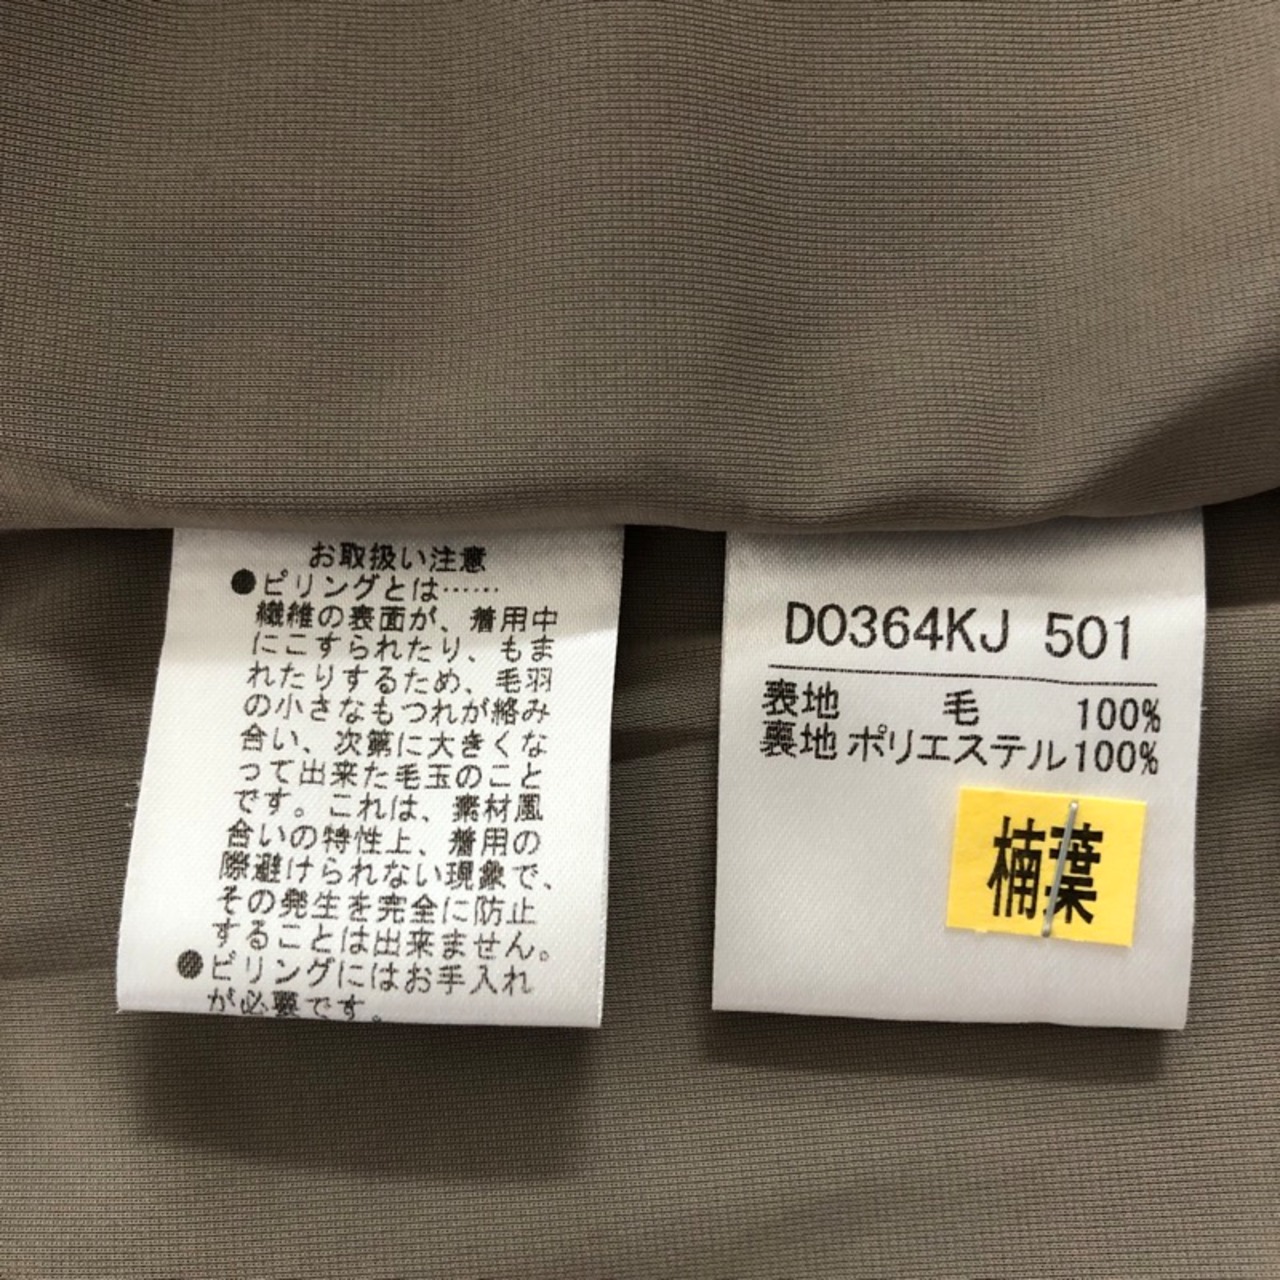 お取扱い注意
●ピリングとは……
繊維の表面が、着用中
にこすられたり、もま
れたりするため、毛羽
の小さなもつれが絡み
合い、次第に大きくな
って出来た毛玉のこと
です。これは、素材風
合いの特性上、着用の
際避けられない現象で、
その発生を完全に防止
することは出来ません。
●ピリングにはお手入れ
が必要です。
D0364KJ 501
表地 毛 100%
裏地 ポリエステル100%
楠葉